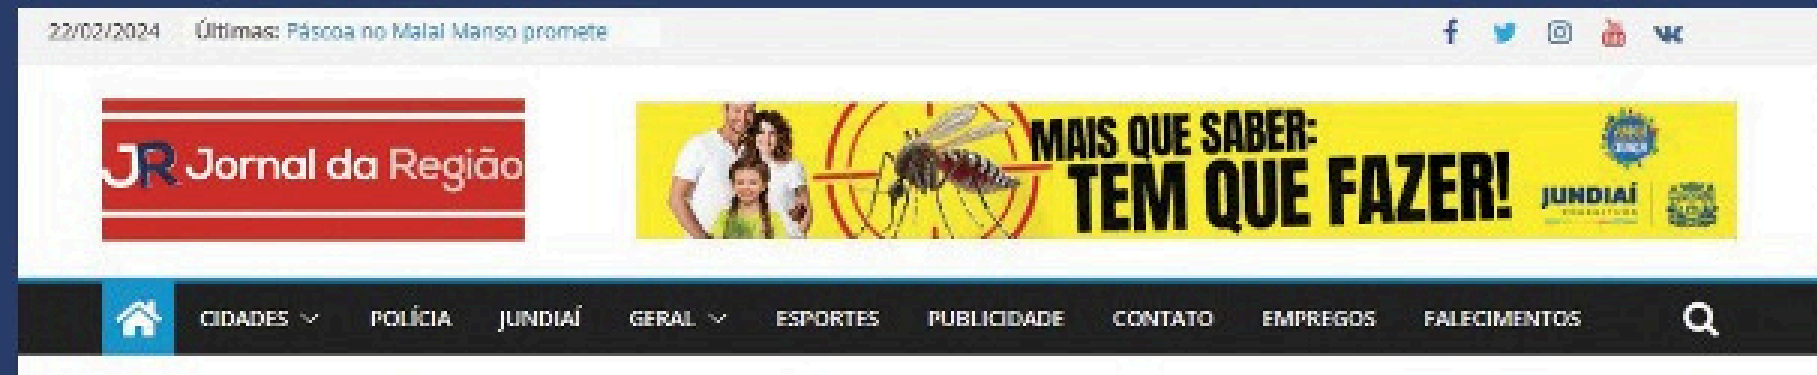 22/02/2024 Últimas: Páscoa no Malai Manso promete
JR Jornal da Região
MAIS QUE SABER:
TEM QUE FAZER!
JUNDIAÍ
CIDADES POLÍCIA JUNDIAÍ GERAL ESPORTES PUBLICIDADE CONTATO EMPREGOS FALECIMENTOS